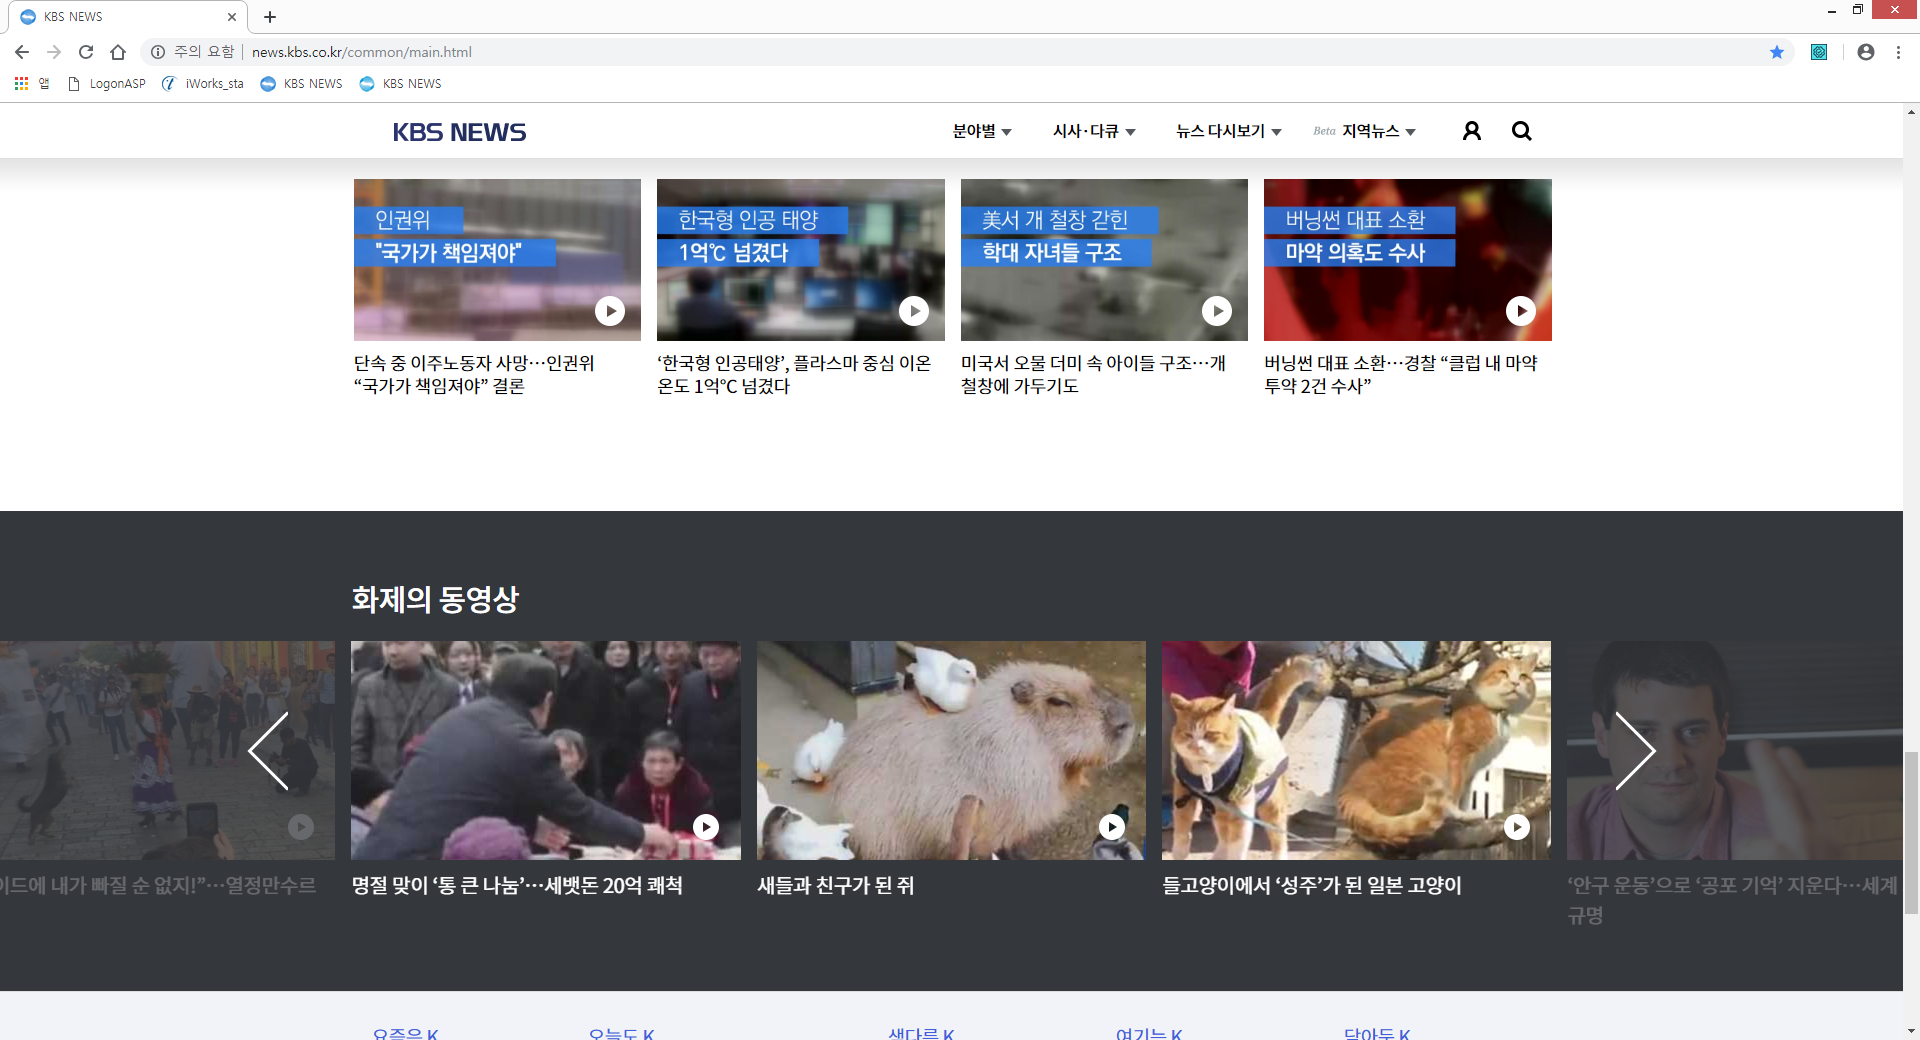 KBS NEWS
주의 요함
news.kbs.co.kr/common/main.html
앱
LogonASP
iWorks_sta
KBS NEWS
KBS NEWS
KBS NEWS
분야별
시사·다큐
뉴스 다시보기
Beta 지역뉴스
인권위
"국가가 책임져야"
한국형 인공 태양
1억℃ 넘겼다
美서 개 철창 갇힌
학대 자녀들 구조
버닝썬 대표 소환
마약 의혹도 수사
단속 중 이주노동자 사망…인권위
“국가가 책임져야” 결론
‘한국형 인공태양’, 플라스마 중심 이온
온도 1억℃ 넘겼다
미국서 오물 더미 속 아이들 구조…개
철창에 가두기도
버닝썬 대표 소환…경찰 “클럽 내 마약
투약 2건 수사”
화제의 동영상
이드에 내가 빠질 순 없지!”…열정만수르
명절 맞이 ‘통 큰 나눔’…세뱃돈 20억 쾌척
새들과 친구가 된 쥐
들고양이에서 ‘성주’가 된 일본 고양이
‘안구 운동’으로 ‘공포 기억’ 지운다…세계
규명
요즘은 K
오늘도 K
색다른 K
여기는 K
담아둔 K